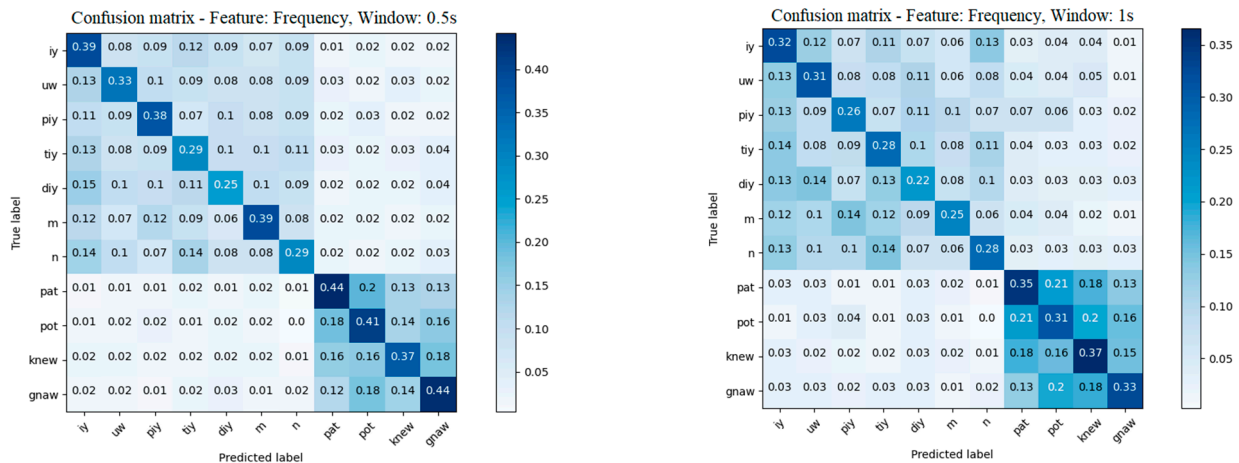 Confusion matrix - Feature: Frequency, Window: 0.5s
iy 0.39 0.08 0.09 0.12 0.09 0.07 0.09 0.01 0.02 0.02 0.02
uw 0.13 0.33 0.1 0.09 0.08 0.08 0.09 0.03 0.02 0.02 0.02
piy 0.11 0.09 0.38 0.07 0.1 0.08 0.09 0.02 0.03 0.02 0.02
tiy 0.13 0.08 0.09 0.29 0.1 0.1 0.11 0.03 0.02 0.03 0.04
diy 0.15 0.1 0.1 0.11 0.25 0.1 0.09 0.02 0.02 0.02 0.04
m 0.12 0.07 0.12 0.09 0.06 0.39 0.08 0.02 0.02 0.02 0.02
n 0.14 0.1 0.07 0.14 0.08 0.08 0.29 0.02 0.02 0.02 0.03
pat 0.01 0.01 0.01 0.02 0.01 0.02 0.01 0.44 0.2 0.13 0.13
pot 0.01 0.02 0.02 0.01 0.02 0.02 0.0 0.18 0.41 0.14 0.16
knew 0.02 0.02 0.02 0.02 0.02 0.02 0.01 0.16 0.16 0.37 0.18
gnaw 0.02 0.02 0.01 0.02 0.03 0.01 0.02 0.12 0.18 0.14 0.44
iy uw piy tiy diy m n pat pot knew gnaw
Predicted label
True label
0.40
0.35
0.30
0.25
0.20
0.15
0.10
0.05
Confusion matrix - Feature: Frequency, Window: 1s
iy 0.32 0.12 0.07 0.11 0.07 0.06 0.13 0.03 0.04 0.04 0.01
uw 0.13 0.31 0.08 0.08 0.11 0.06 0.08 0.04 0.04 0.05 0.01
piy 0.13 0.09 0.26 0.07 0.11 0.1 0.07 0.07 0.06 0.03 0.02
tiy 0.14 0.08 0.09 0.28 0.1 0.08 0.11 0.04 0.03 0.03 0.02
diy 0.13 0.14 0.07 0.13 0.22 0.08 0.1 0.03 0.03 0.03 0.03
m 0.12 0.1 0.14 0.12 0.09 0.25 0.06 0.04 0.04 0.02 0.01
n 0.13 0.1 0.1 0.14 0.07 0.06 0.28 0.03 0.03 0.03 0.03
pat 0.03 0.03 0.01 0.03 0.01 0.02 0.01 0.35 0.21 0.18 0.13
pot 0.01 0.03 0.04 0.01 0.03 0.01 0.0 0.21 0.31 0.2 0.16
knew 0.03 0.02 0.02 0.03 0.02 0.02 0.01 0.18 0.16 0.37 0.15
gnaw 0.03 0.03 0.02 0.03 0.03 0.01 0.02 0.13 0.2 0.18 0.33
iy uw piy tiy diy m n pat pot knew gnaw
Predicted label
True label
0.35
0.30
0.25
0.20
0.15
0.10
0.05